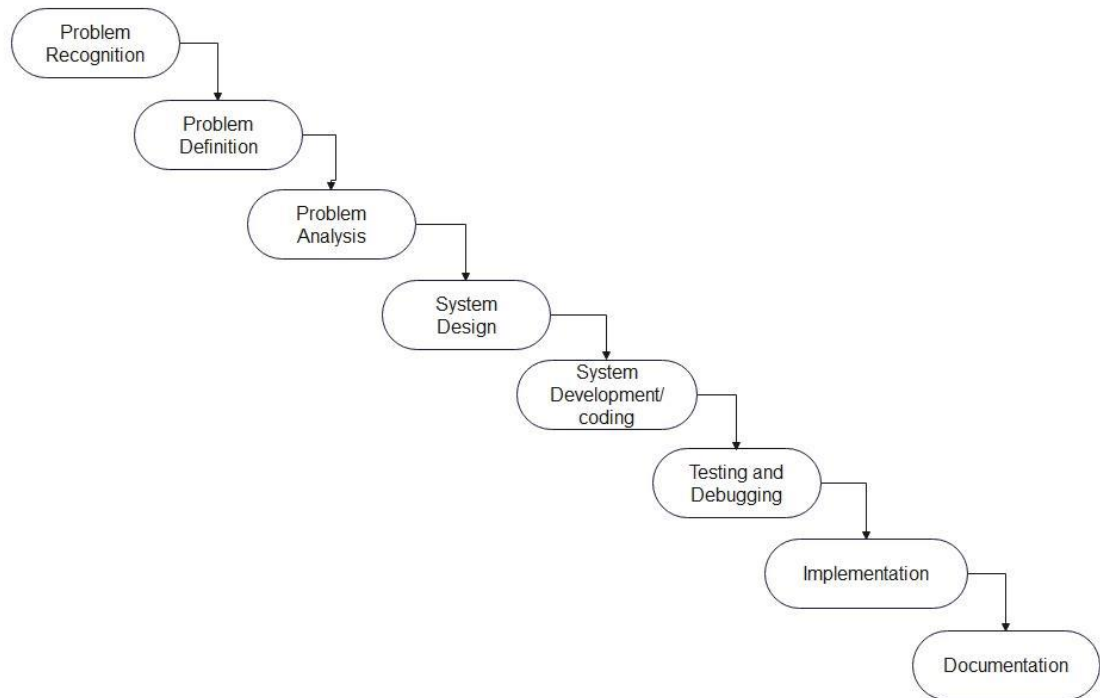 Problem
Recognition
Problem
Definition
Problem
Analysis
System
Design
System
Development/
coding
Testing and
Debugging
Implementation
Documentation